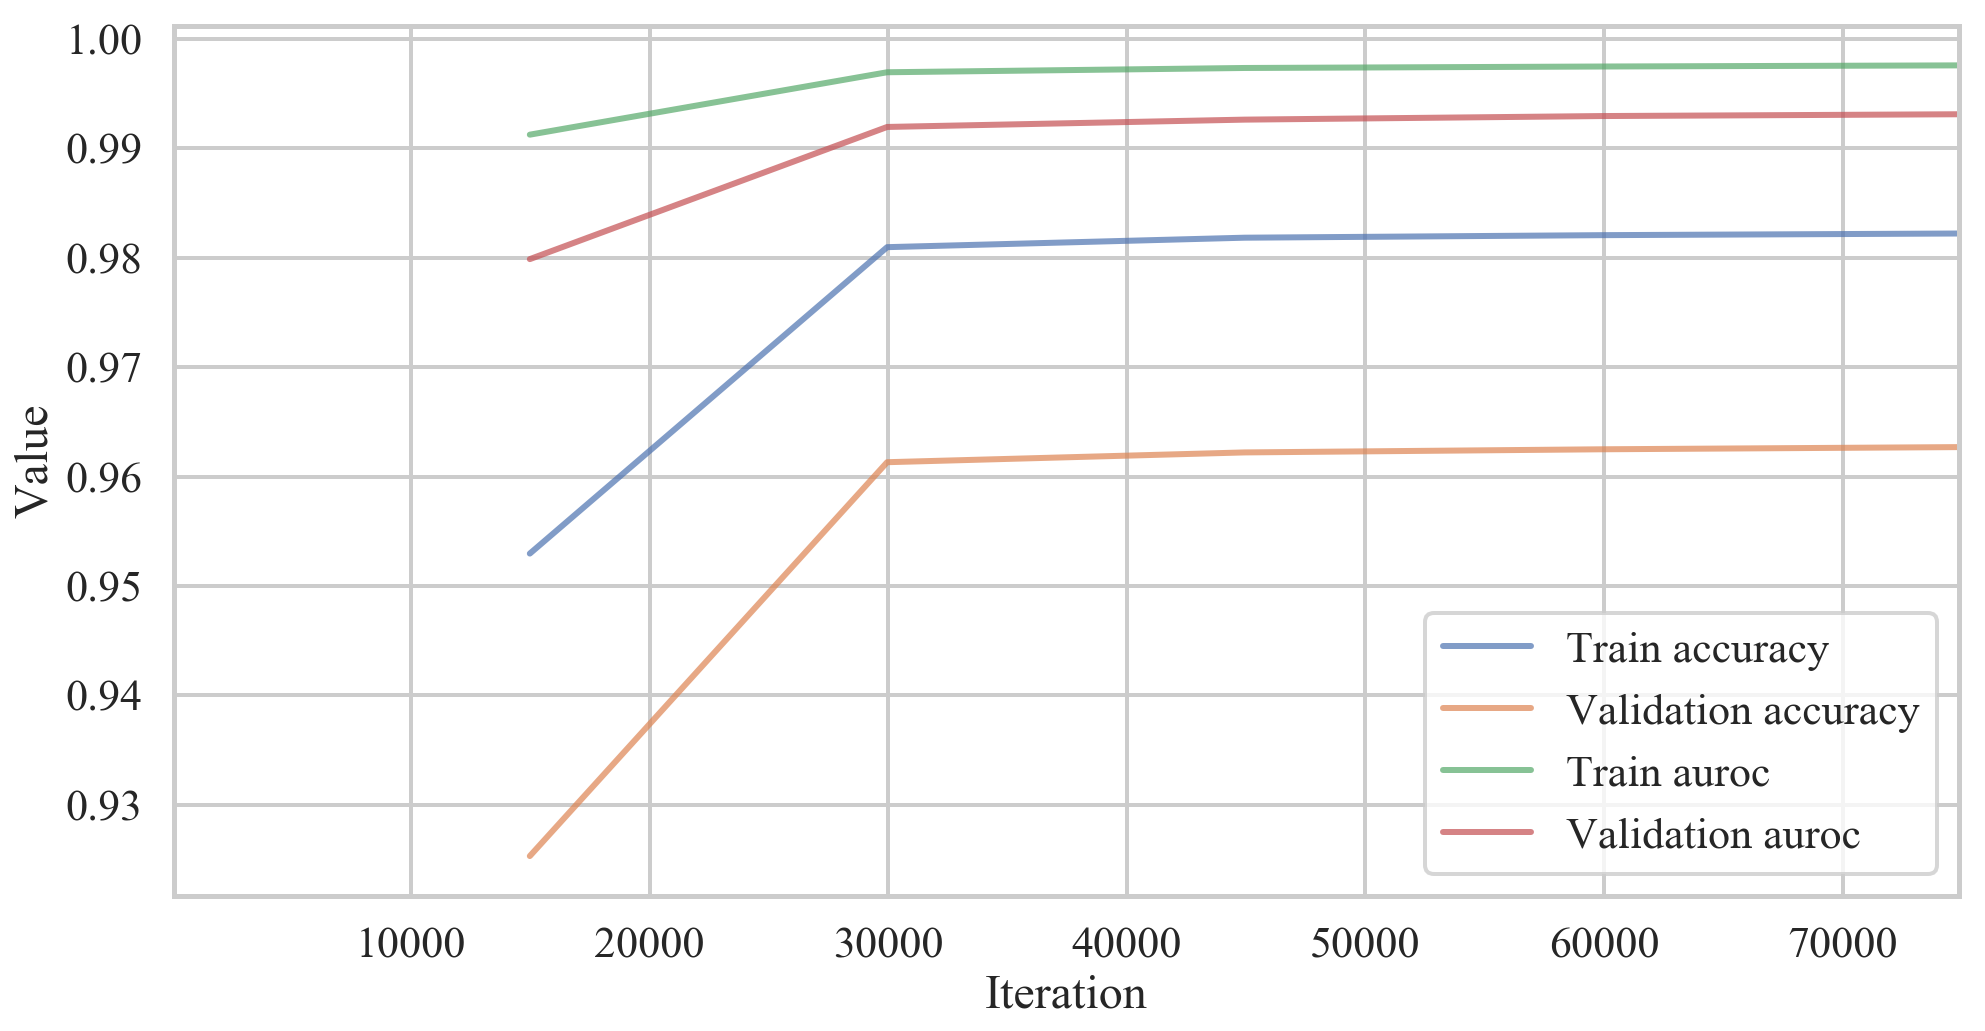 1.00
0.99
0.98
0.97
0.96
0.95
0.94
0.93
Value
Train accuracy
Validation accuracy
Train auroc
Validation auroc
10000 20000 30000 40000 50000 60000 70000
Iteration